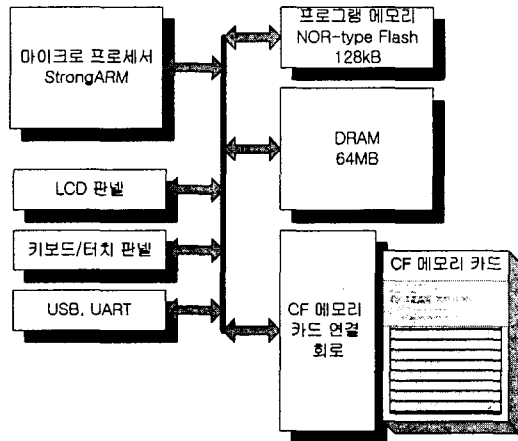 마이크로 프로세서
StrongARM
프로그램 메모리
NOR-type Flash
128kB
DRAM
64MB
LCD 판넬
키보드/터치 판넬
USB, UART
CF 메모리
카드 연결
회로
CF 메모리 카드